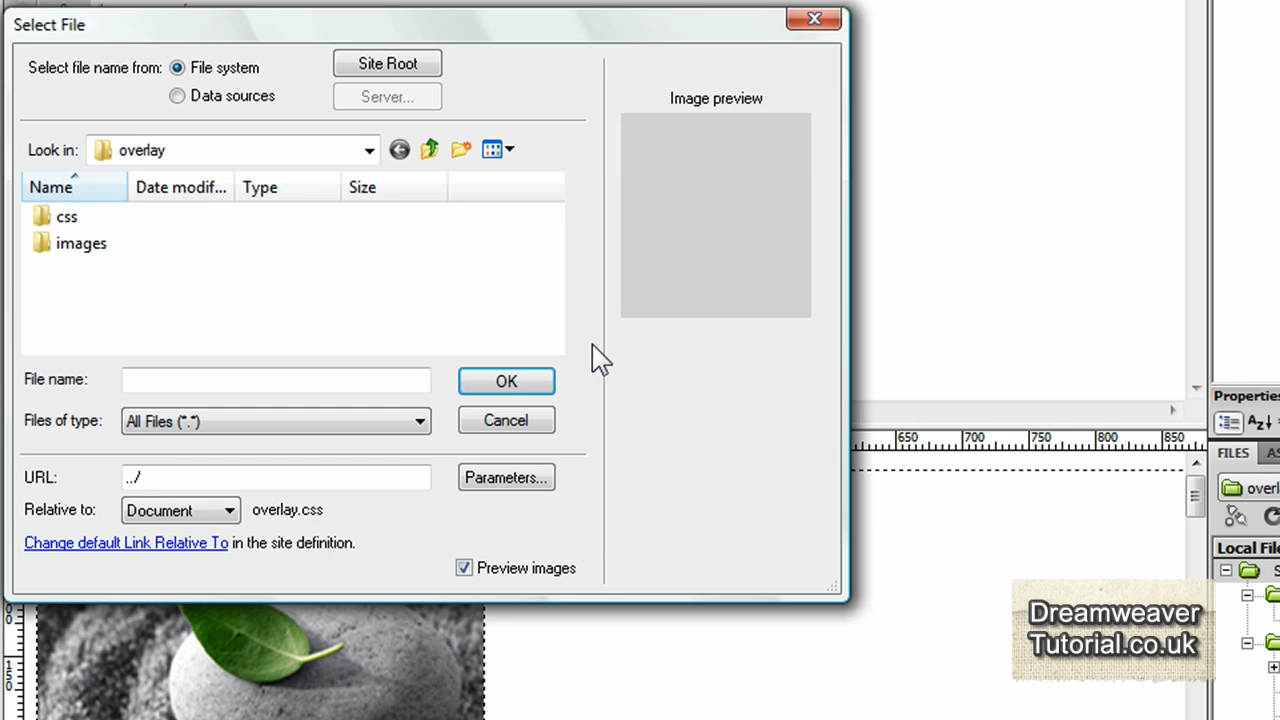 Select File
Select file name from: File system Site Root
Data sources Server...
Image preview
Look in: overlay
Name Date modif... Type Size
css
images
File name: OK
Files of type: All Files (*.*) Cancel
URL: ../ Parameters...
Relative to: Document overlay.css
Change default Link Relative To in the site definition.
Preview images
650 700 750 800 850
Properties
FILES
Local File
150
Dreamweaver
Tutorial.co.uk